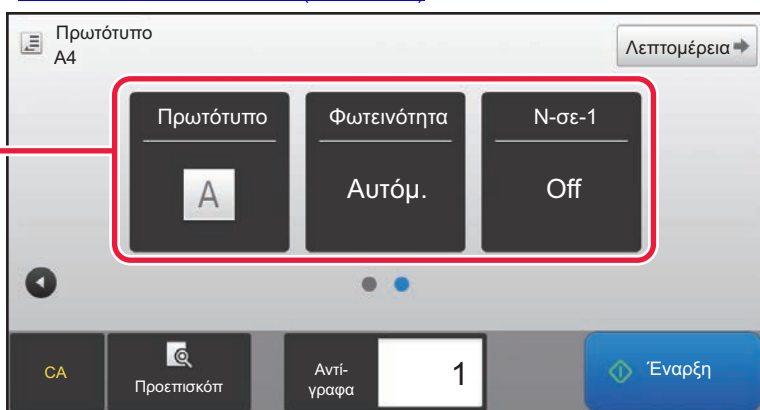 Πρωτότυπο
A4
Λεπτομέρεια
Πρωτότυπο
Φωτεινότητα
N-σε-1
A
Αυτόμ.
Off
CA
Προεπισκόπ
Αντί-
γραφα
1
Έναρξη